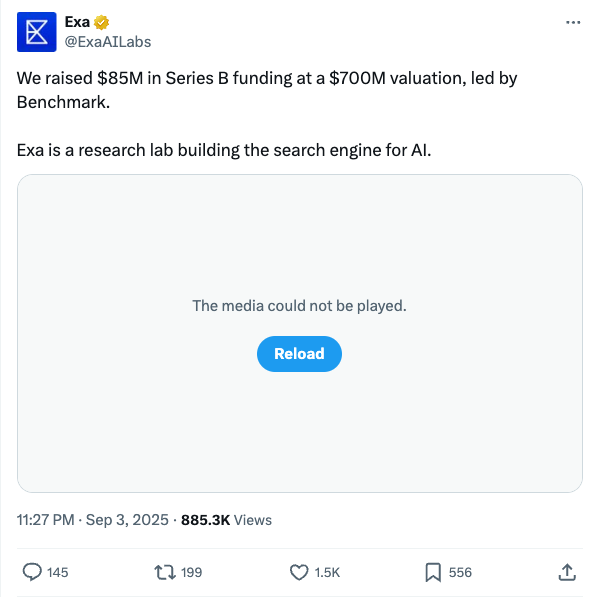 Exa
@ExaAILabs
We raised $85M in Series B funding at a $700M valuation, led by
Benchmark.
Exa is a research lab building the search engine for AI.
The media could not be played.
Reload
11:27 PM · Sep 3, 2025 · 885.3K Views
145 199 1.5K 556